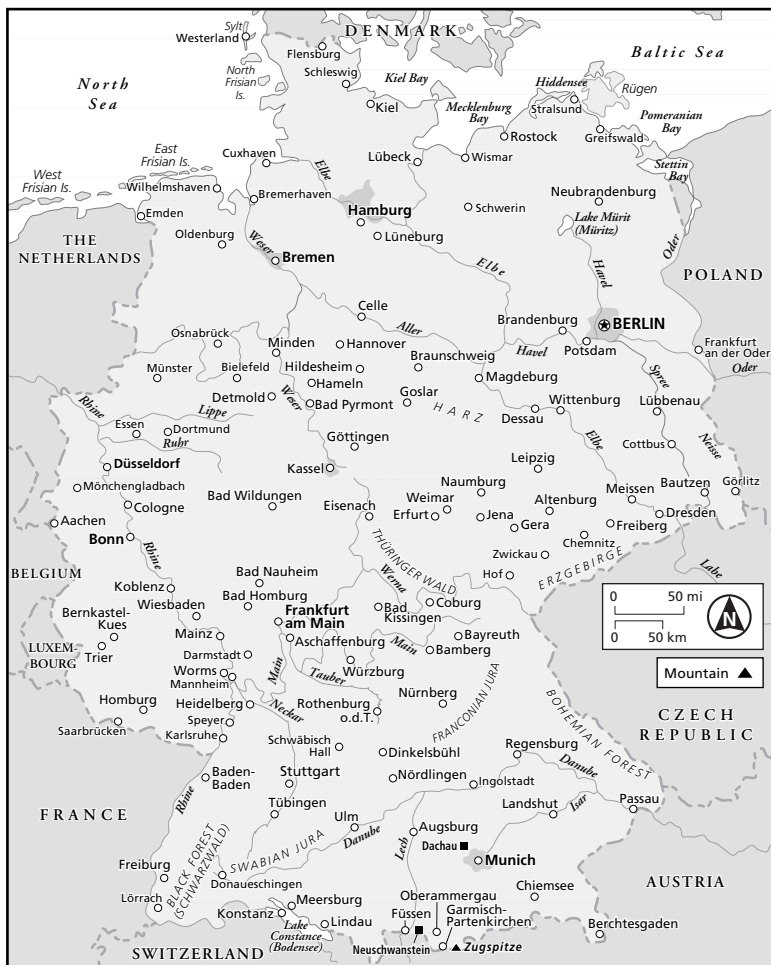 DENMARK
Sylt
Westerland
Flensburg
Schleswig
Baltic Sea
North
Sea
North
Frisian
Is.
Kiel Bay
Kiel
Hiddensee
Rügen
Stralsund
Mecklenburg
Bay
Pomeranian
Bay
Rostock
Greifswald
East
Frisian Is.
West
Frisian Is.
Cuxhaven
Elbe
Lübeck
Wismar
Stettin
Bay
Wilhelmshaven
Bremerhaven
Neubrandenburg
Emden
Hamburg
Schwerin
Lake Mürit
(Müritz)
THE
NETHERLANDS
Oldenburg
Lüneburg
Weser
Bremen
Elbe
Havel
Oder
POLAND
Celle
Aller
Brandenburg
BERLIN
Osnabrück
Minden
Hannover
Havel
Potsdam
Frankfurt
an der Oder
Oder
Münster
Bielefeld
Hildesheim
Braunschweig
Hameln
Magdeburg
Spree
Detmold
Weser
Bad Pyrmont
Goslar
HARZ
Wittenburg
Lübbenau
Rhine
Lippe
Dessau
Essen
Dortmund
Ruhr
Göttingen
Elbe
Cottbus
Neisse
Düsseldorf
Kassel
Leipzig
Mönchengladbach
Naumburg
Bautzen
Görlitz
Cologne
Bad Wildungen
Eisenach
Weimar
Altenburg
Meissen
Aachen
Erfurt
Jena
Gera
Freiberg
Dresden
Bonn
Rhine
THÜRINGER WALD
Chemnitz
Zwickau
ERZGEBIRGE
Labe
BELGIUM
Bad Nauheim
Werna
Hof
Koblenz
Bad Homburg
Wiesbaden
Bernkastel-
Kues
Frankfurt
am Main
Bad
Kissingen
Coburg
Mainz
Aschaffenburg
Main
Bayreuth
LUXEM-
BOURG
Trier
Darmstadt
Bamberg
Worms
Mannheim
Main
Tauber
Würzburg
Homburg
Heidelberg
Neckar
Rothenburg
o.d.T.
Nürnberg
FRANCONIAN JURA
BOHEMIAN FOREST
Saarbrücken
Speyer
Karlsruhe
Schwäbisch
Hall
Dinkelsbühl
Regensburg
CZECH
REPUBLIC
Baden-
Baden
Stuttgart
Nördlingen
Ingolstadt
Danube
Rhine
Tübingen
Landshut
Isar
Passau
FRANCE
Ulm
Danube
Lech
Augsburg
BLACK FOREST
(SCHWARZWALD)
SWABIAN JURA
Dachau
Munich
Freiburg
Donaueschingen
Oberammergau
Chiemsee
AUSTRIA
Lörrach
Meersburg
Füssen
Garmisch-
Partenkirchen
Konstanz
Lindau
Berchtesgaden
SWITZERLAND
Lake
Constance
(Bodensee)
Neuschwanstein
Zugspitze
0 50 mi
0 50 km
N
Mountain